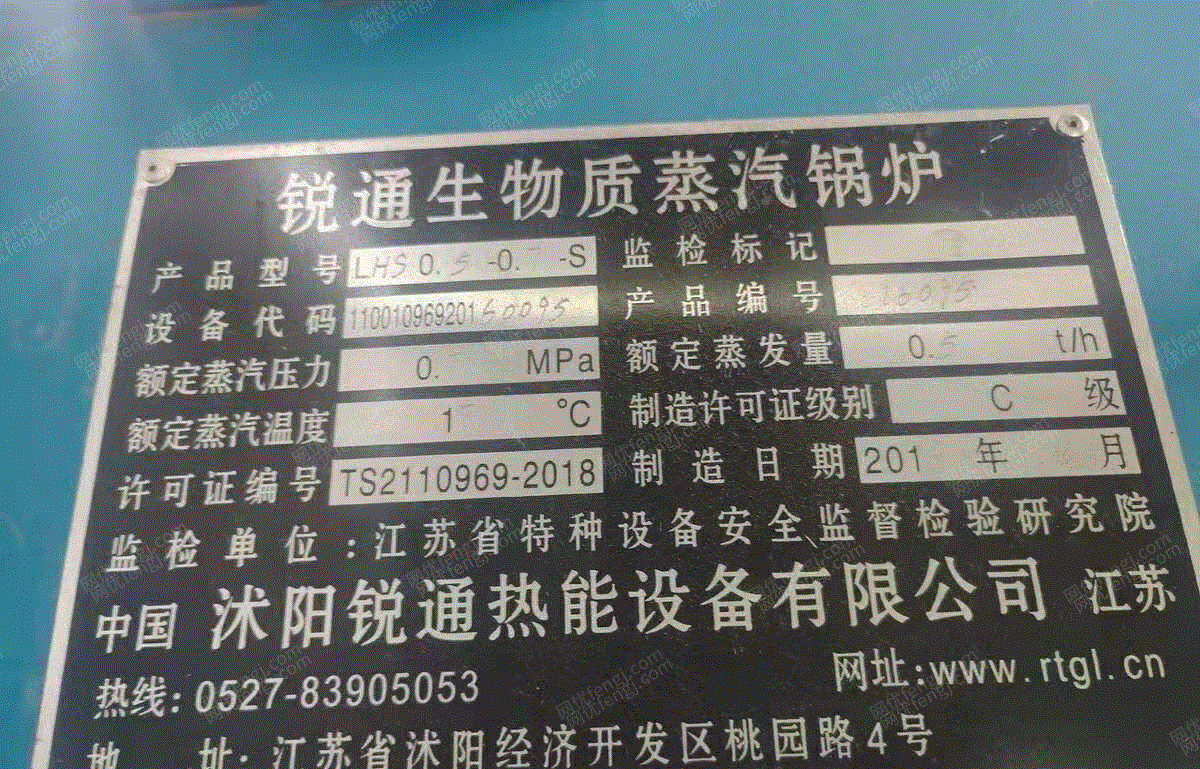 锐通生物质蒸汽锅炉
产品型号 LHS 0.5-0. -S 监检标记
设备代码 11001096920160095 产品编号 16095
额定蒸汽压力 0. MPa 额定蒸发量 0.5 t/h
额定蒸汽温度 1 ℃ 制造许可证级别 C 级
许可证编号 TS2110969-2018 制造日期 201 年 月
监检单位:江苏省特种设备安全监督检验研究院
中国 沭阳锐通热能设备有限公司 江苏
热线:0527-83905053 网址:www.rtgl.cn
地址:江苏省沭阳经济开发区桃园路4号